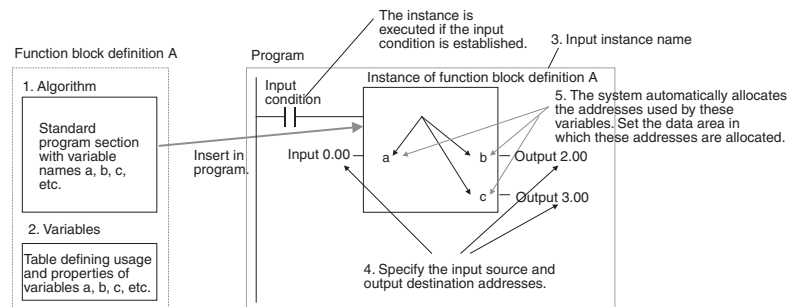 Function block definition A
1. Algorithm
Standard
program section
with variable
names a, b, c,
etc.
2. Variables
Table defining usage
and properties of
variables a, b, c, etc.
Insert in
program.
Program
The instance is
executed if the input
condition is established.
3. Input instance name
Input
condition
Instance of function block definition A
Input 0.00
a
b
Output 2.00
c
Output 3.00
5. The system automatically allocates
the addresses used by these
variables. Set the data area in
which these addresses are allocated.
4. Specify the input source and
output destination addresses.